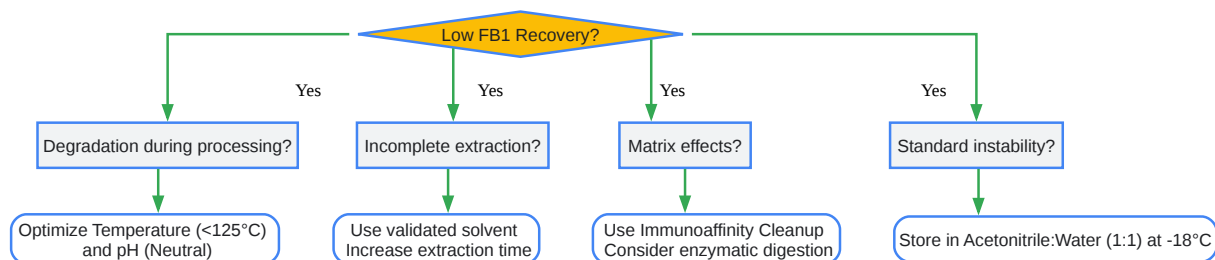 Low FB1 Recovery?
Yes
Yes
Yes
Yes
Degradation during processing?
Incomplete extraction?
Matrix effects?
Standard instability?
Optimize Temperature (<125°C)
and pH (Neutral)
Use validated solvent
Increase extraction time
Use Immunoaffinity Cleanup
Consider enzymatic digestion
Store in Acetonitrile:Water (1:1) at -18°C